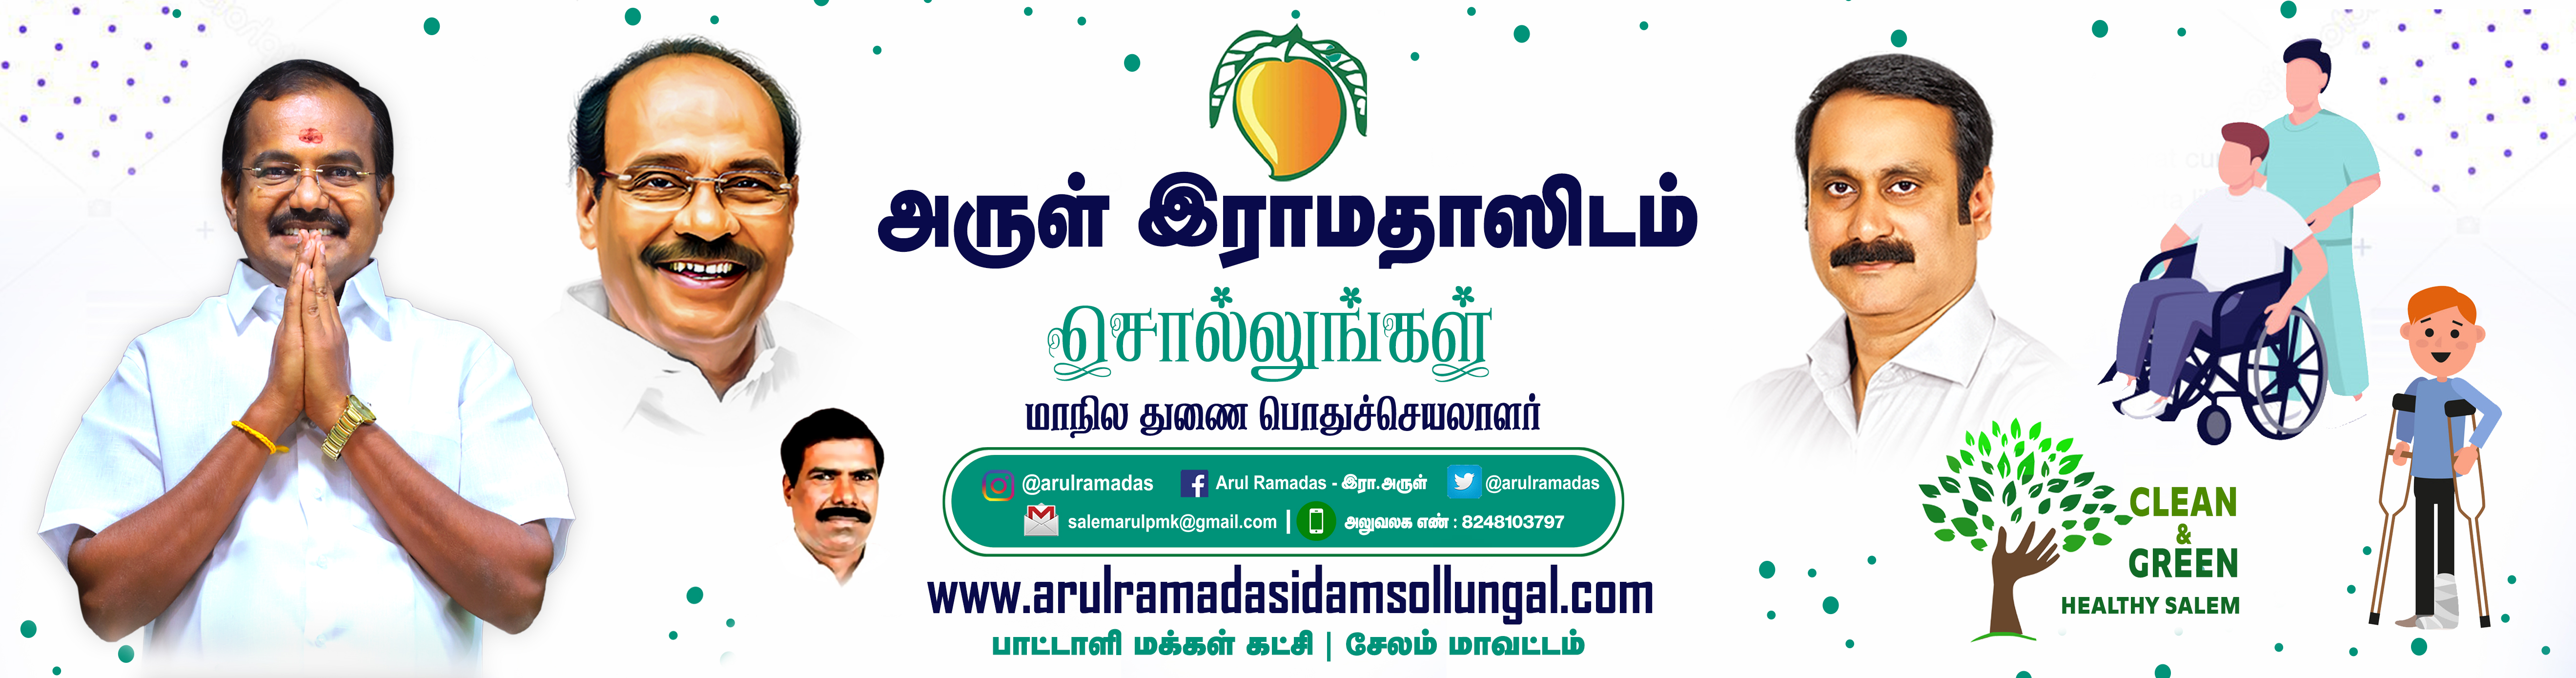 அருள் இராமதாஸிடம்
சொல்லுங்கள்
மாநில துணை பொதுச்செயலாளர்
@arulramadas Arul Ramadas - இரா.அருள் @arulramadas
salemarulpmk@gmail.com | அலுவலக எண் : 8248103797
www.arulramadasidamsollungal.com
பாட்டாளி மக்கள் கட்சி | சேலம் மாவட்டம்
CLEAN
&
GREEN
HEALTHY SALEM